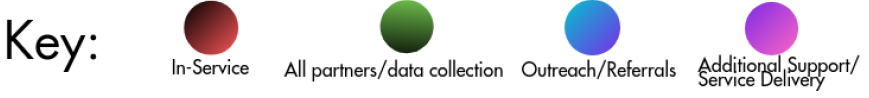 Key:
In-Service
All partners/data collection
Outreach/Referrals
Additional Support/
Service Delivery